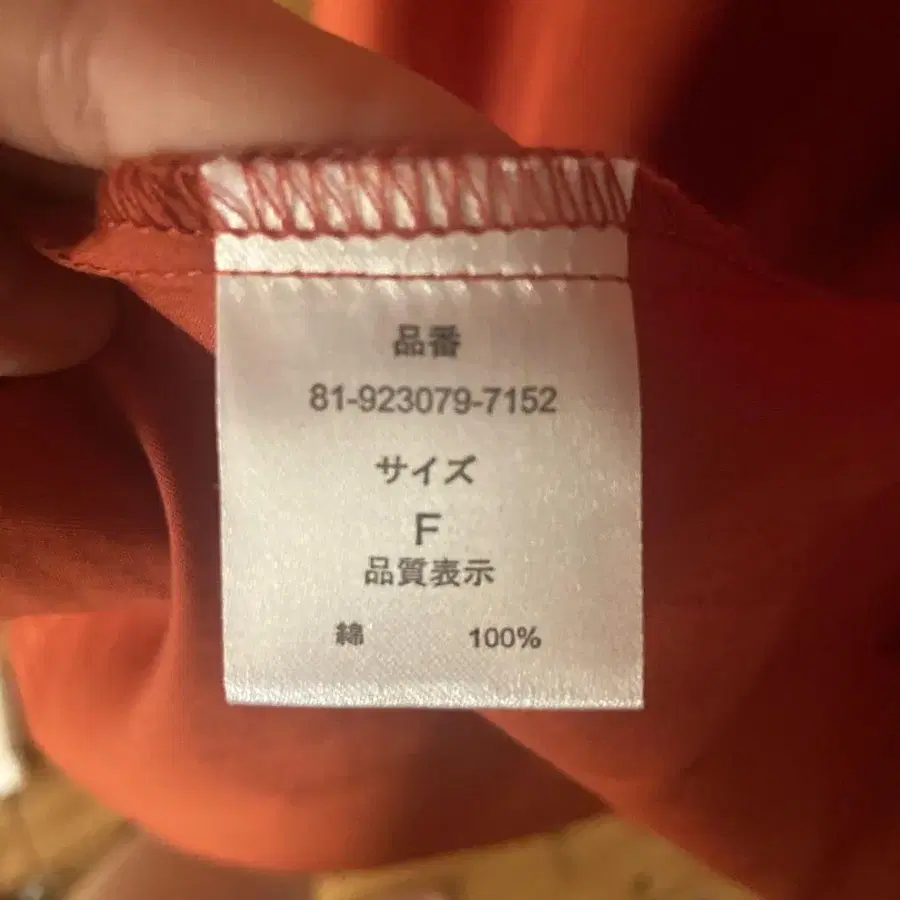 品番
81-923079-7152
サイズ
F
品質表示
綿 100%